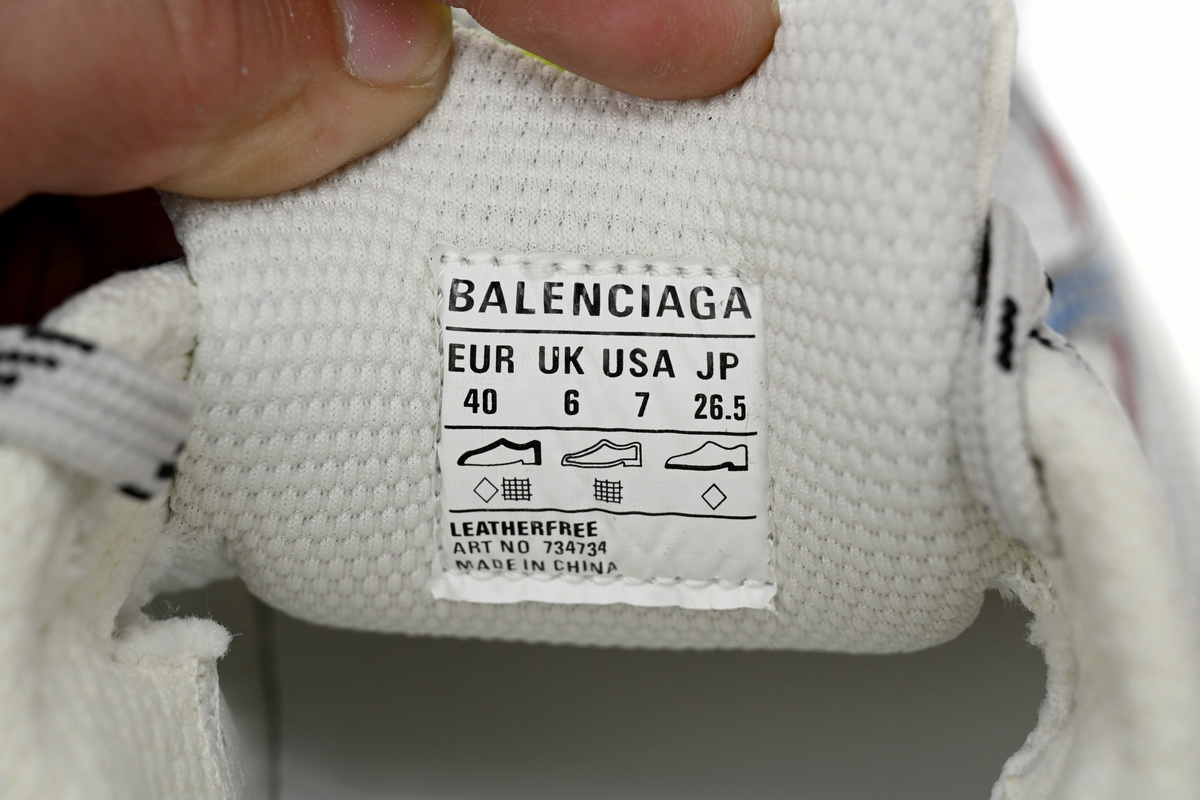 BALENCIAGA
EUR UK USA JP
40 6 7 26.5
LEATHERFREE
ART NO 734734
MADE IN CHINA